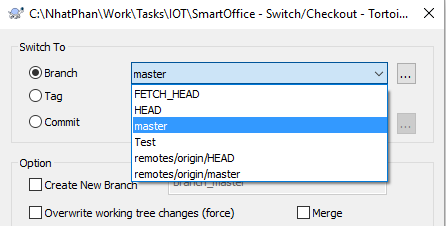 C:\NhatPhan\Work\Tasks\IOT\SmartOffice - Switch/Checkout - Tortoi...
Switch To
Branch
master
...
Tag
Commit
...
FETCH_HEAD
HEAD
master
Test
remotes/origin/HEAD
remotes/origin/master
Option
Create New Branch
Branch_master
Overwrite working tree changes (force)
Merge